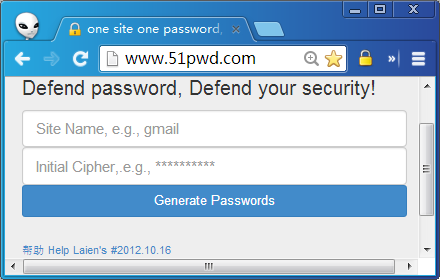 one site one password,
www.51pwd.com
Defend password, Defend your security!
Site Name, e.g., gmail
Initial Cipher,.e.g., **********
Generate Passwords
帮助 Help Laien's #2012.10.16